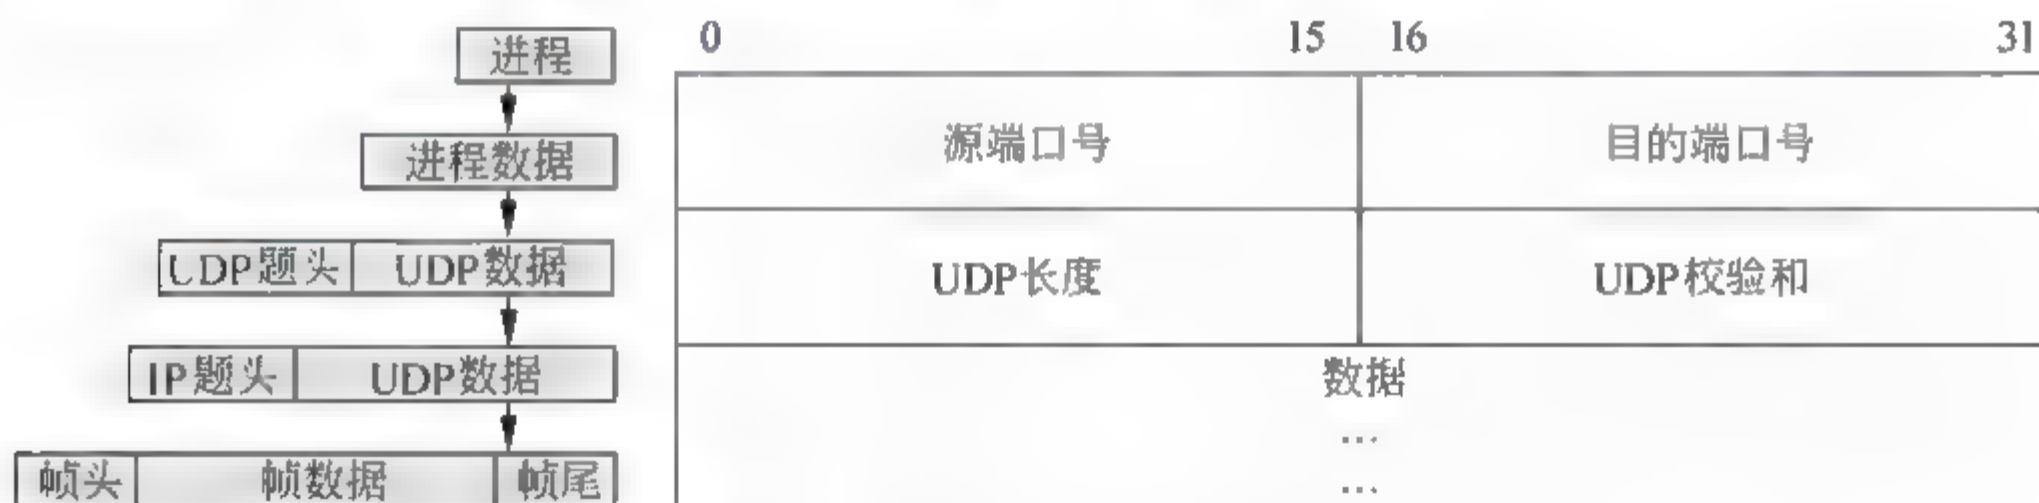 进程
进程数据
UDP题头 UDP数据
IP题头 UDP数据
帧头 帧数据 帧尾
0 15 16 31
源端口号 目的端口号
UDP长度 UDP校验和
数据
…
…